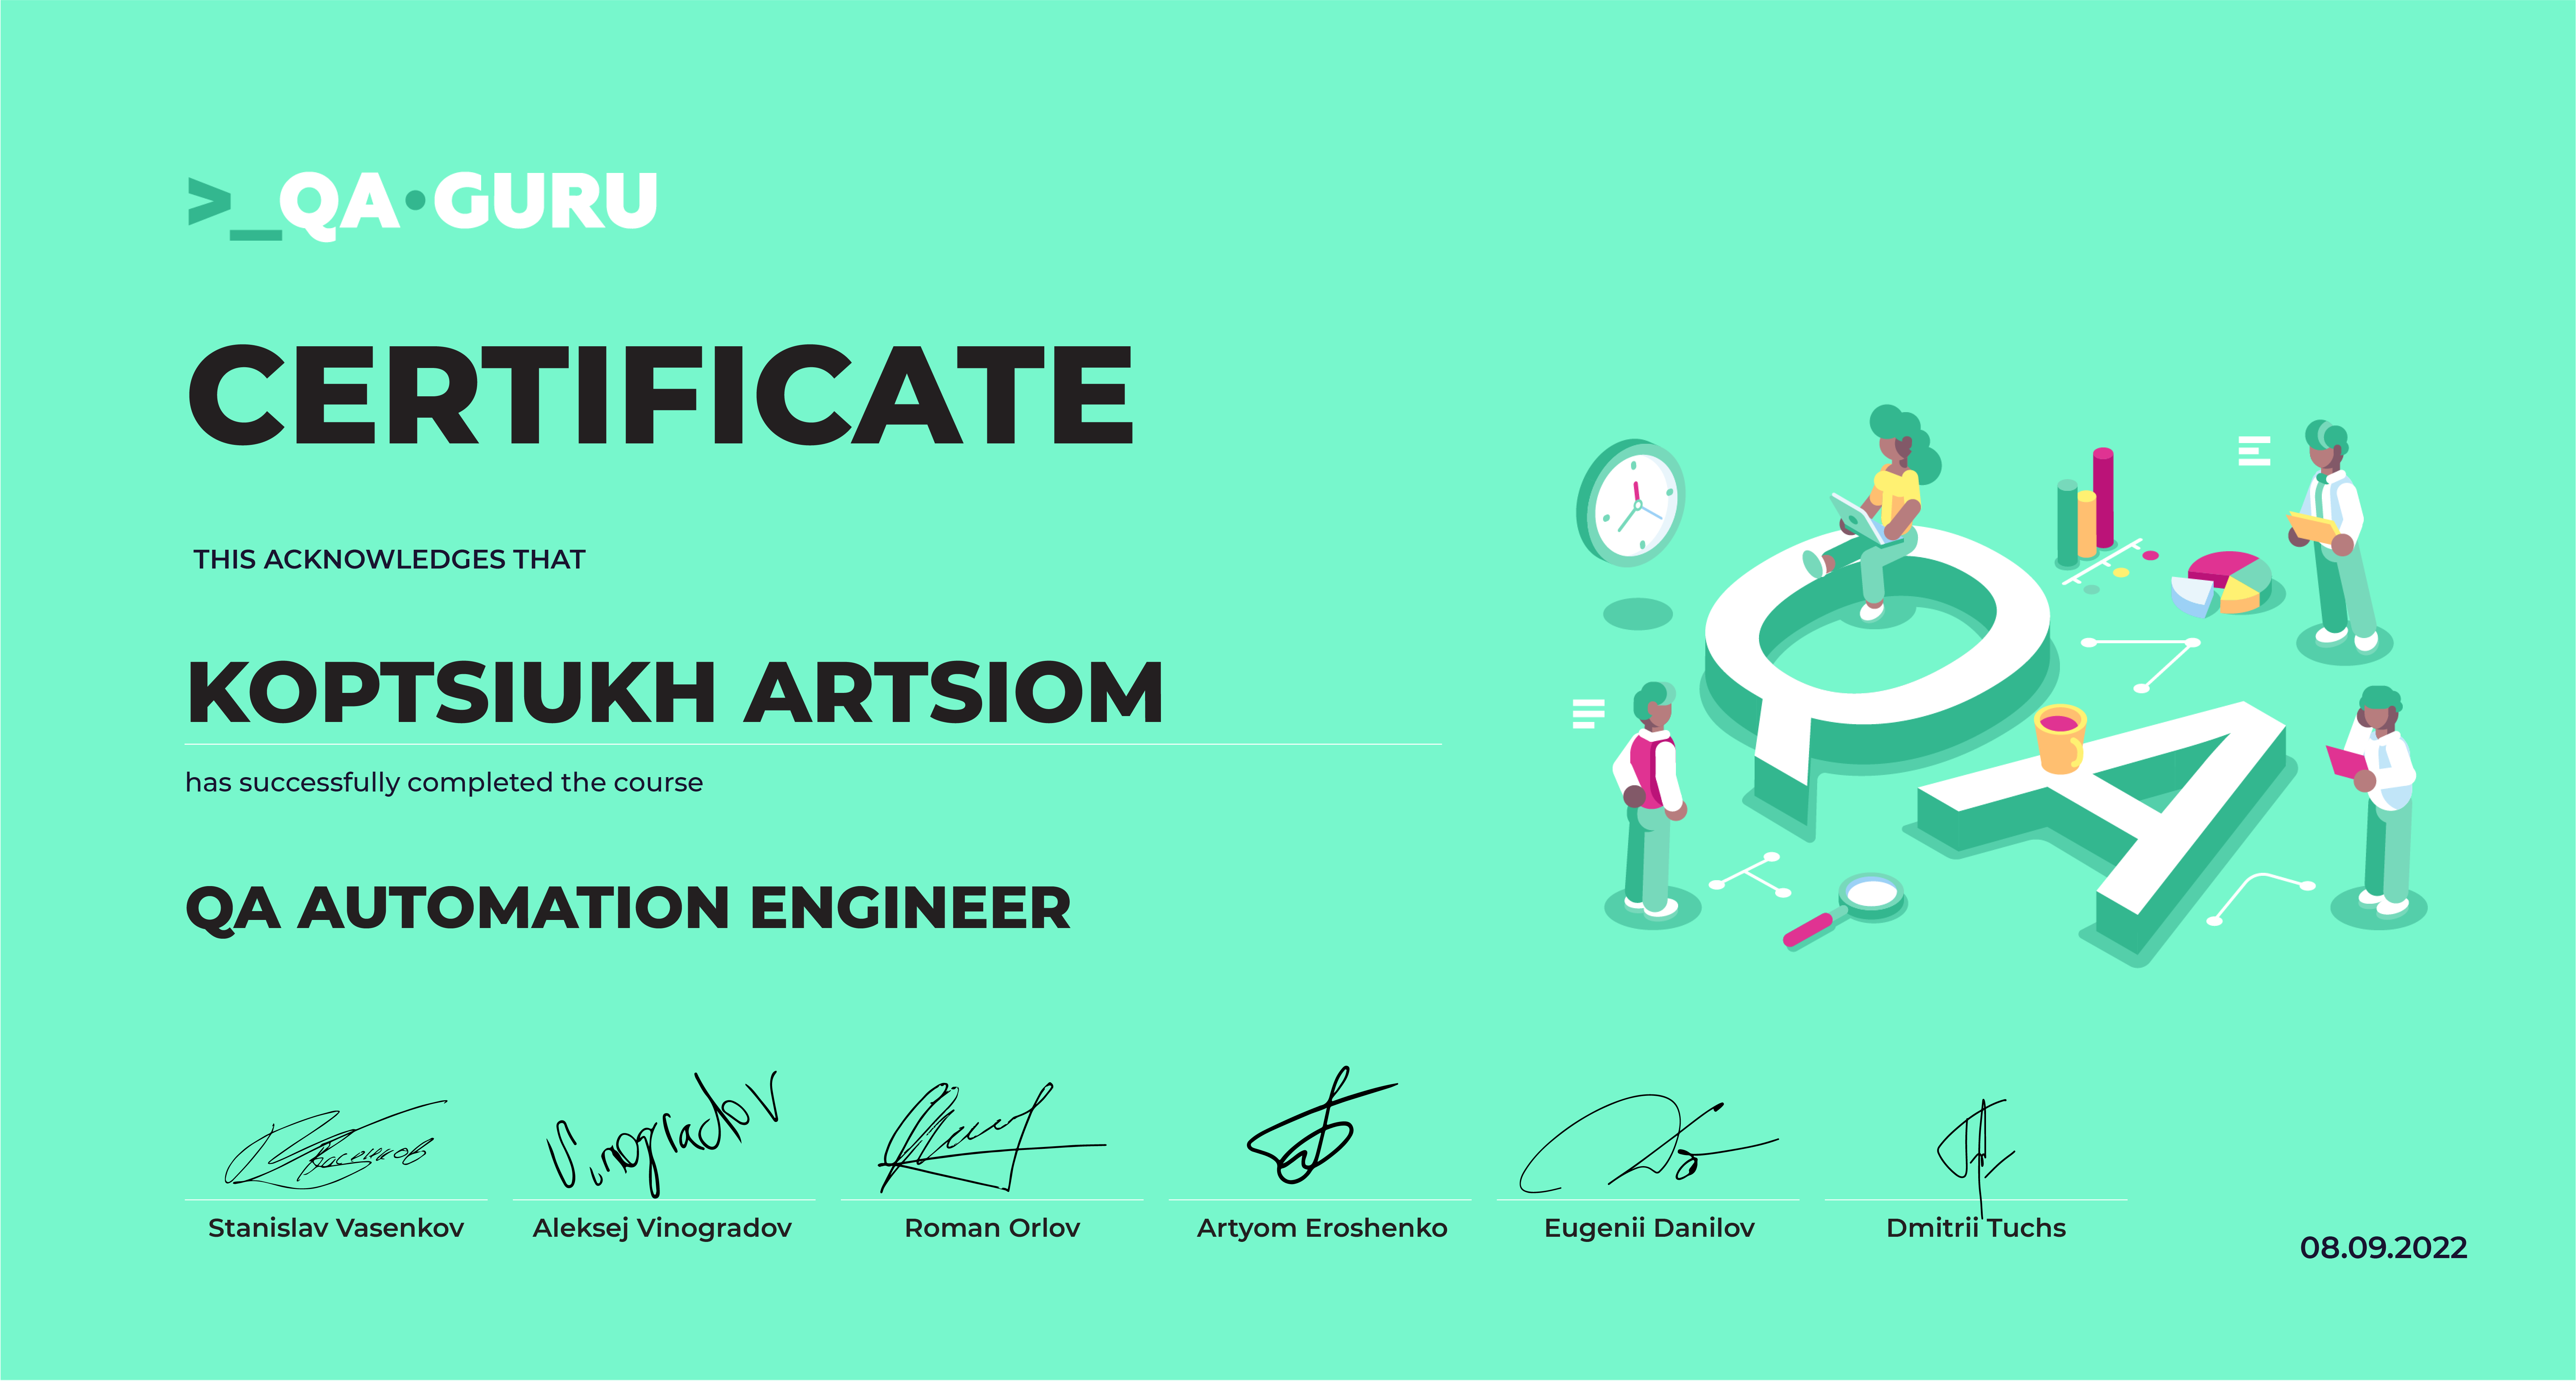 >_QA•GURU
CERTIFICATE
THIS ACKNOWLEDGES THAT
KOPTSIUKH ARTSIOM
has successfully completed the course
QA AUTOMATION ENGINEER
QA
Vinogradov
Stanislav Vasenkov
Aleksej Vinogradov
Roman Orlov
Artyom Eroshenko
Eugenii Danilov
Dmitrii Tuchs
08.09.2022